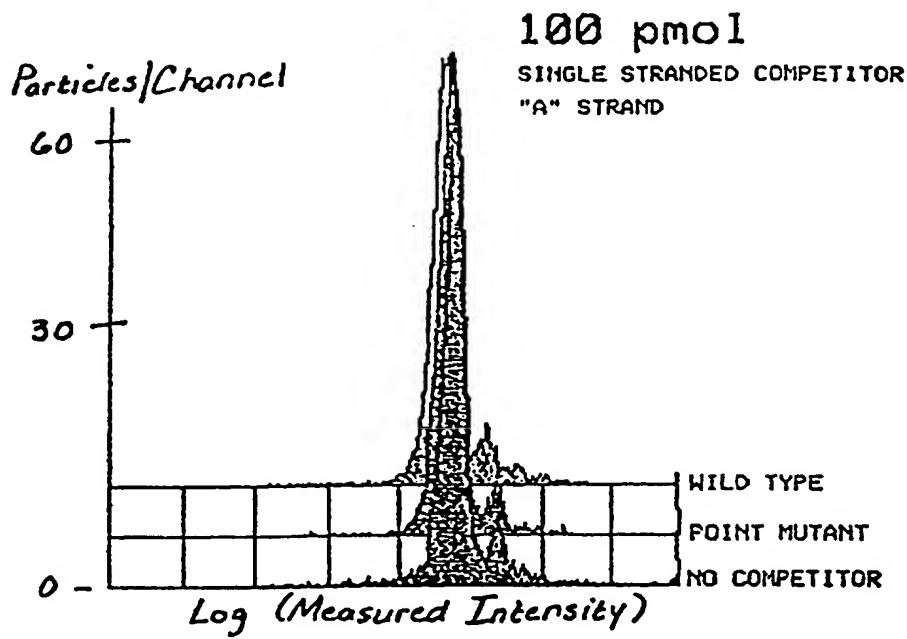 100 pmol
SINGLE STRANDED COMPETITOR
"A" STRAND
Particles/Channel
60
30
0
WILD TYPE
POINT MUTANT
NO COMPETITOR
Log (Measured Intensity)